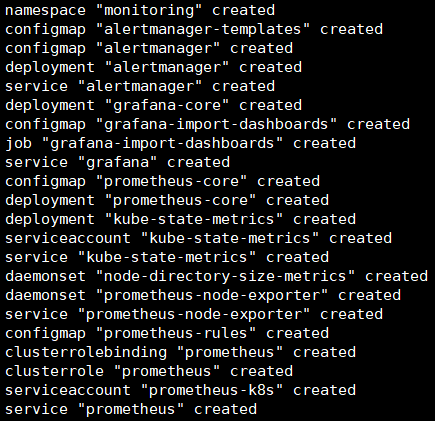 namespace "monitoring" created
configmap "alertmanager-templates" created
configmap "alertmanager" created
deployment "alertmanager" created
service "alertmanager" created
deployment "grafana-core" created
configmap "grafana-import-dashboards" created
job "grafana-import-dashboards" created
service "grafana" created
configmap "prometheus-core" created
deployment "prometheus-core" created
deployment "kube-state-metrics" created
serviceaccount "kube-state-metrics" created
service "kube-state-metrics" created
daemonset "node-directory-size-metrics" created
daemonset "prometheus-node-exporter" created
service "prometheus-node-exporter" created
configmap "prometheus-rules" created
clusterrolebinding "prometheus" created
clusterrole "prometheus" created
serviceaccount "prometheus-k8s" created
service "prometheus" created